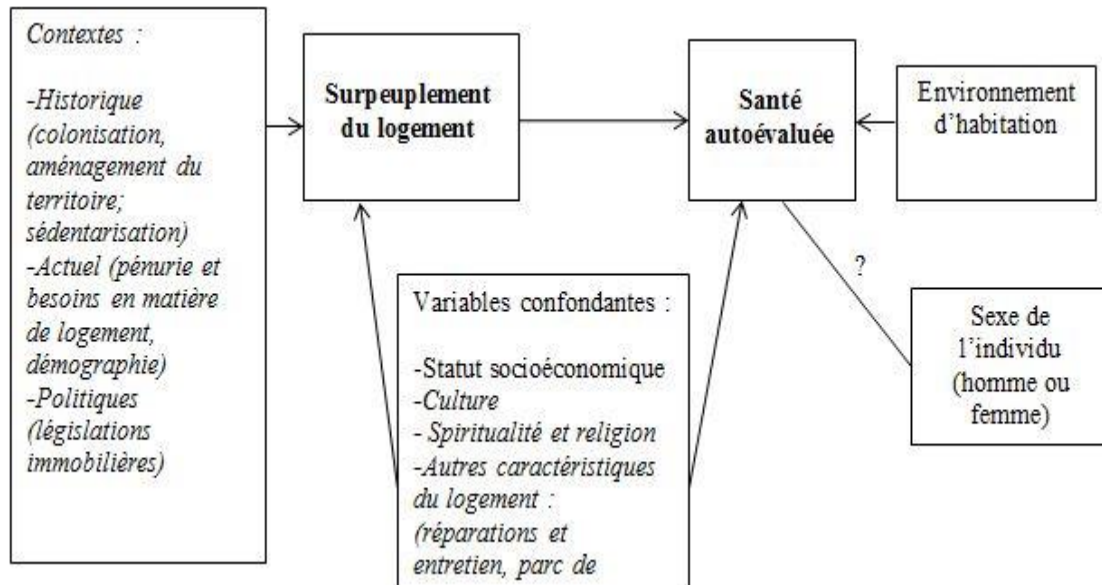 Contextes :
-Historique
(colonisation,
aménagement du
territoire;
sédentarisation)
-Actuel (pénurie et
besoins en matière
de logement,
démographie)
-Politiques
(législations
immobilières)
Surpeuplement
du logement
Santé
autoévaluée
Environnement
d’habitation
?
Variables confondantes :
-Statut socioéconomique
-Culture
- Spiritualité et religion
-Autres caractéristiques
du logement :
(réparations et
entretien, parc de
Sexe de
l’individu
(homme ou
femme)